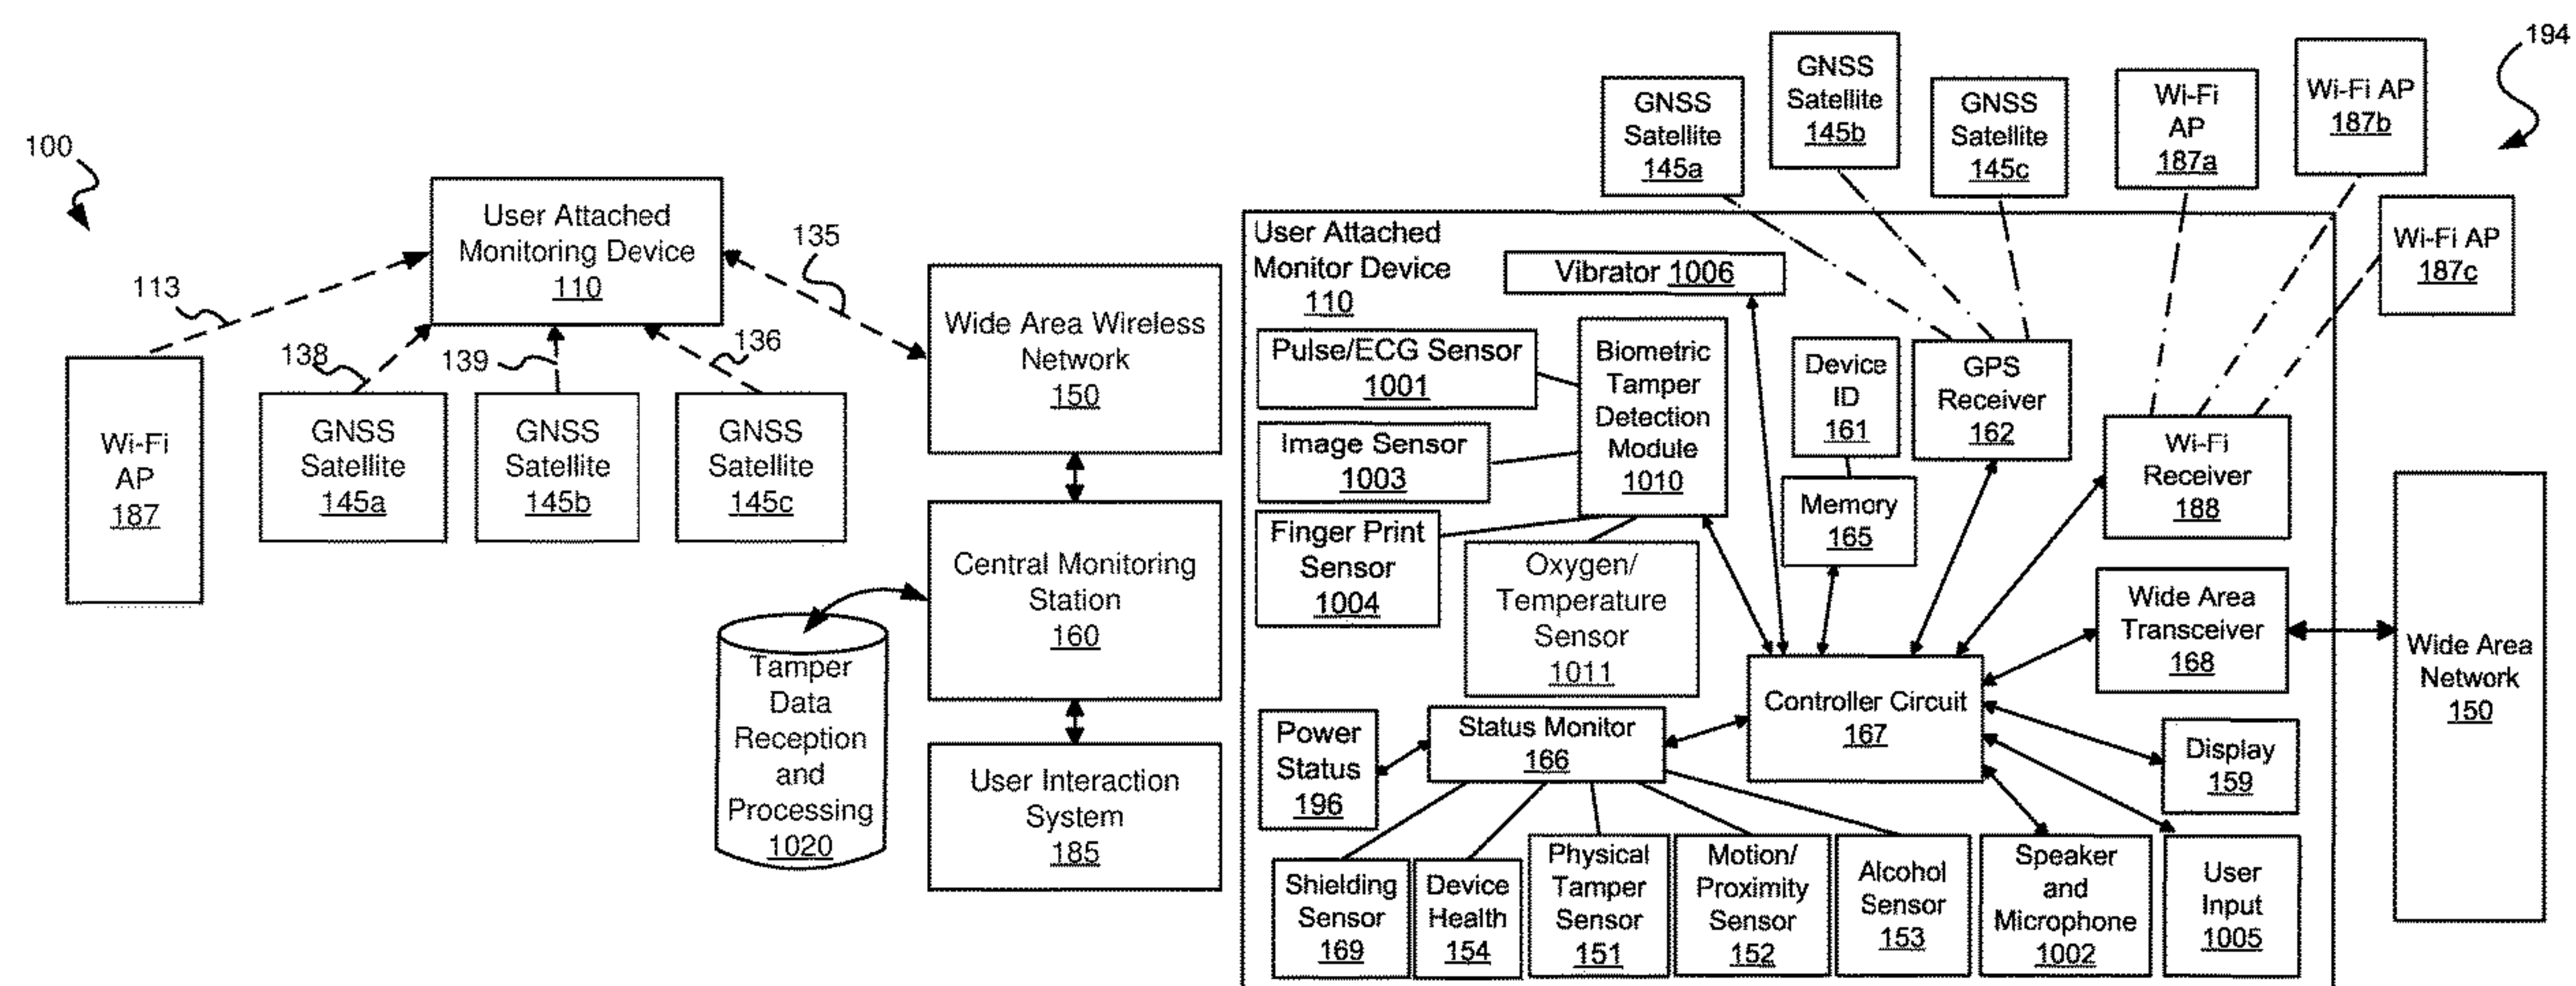 100
User Attached
Monitoring Device
110
113
135
138
139
136
Wi-Fi
AP
187
GNSS
Satellite
145a
GNSS
Satellite
145b
GNSS
Satellite
145c
Wide Area Wireless
Network
150
Central Monitoring
Station
160
Tamper
Data
Reception
and
Processing
1020
User Interaction
System
185
194
GNSS
Satellite
145a
GNSS
Satellite
145b
GNSS
Satellite
145c
Wi-Fi
AP
187a
Wi-Fi AP
187b
Wi-Fi AP
187c
User Attached
Monitor Device
110
Vibrator 1006
Pulse/ECG Sensor
1001
Image Sensor
1003
Finger Print
Sensor
1004
Biometric
Tamper
Detection
Module
1010
Oxygen/
Temperature
Sensor
1011
Device
ID
161
Memory
165
GPS
Receiver
162
Wi-Fi
Receiver
188
Wide Area
Transceiver
168
Wide Area
Network
150
Controller Circuit
167
Status Monitor
166
Power
Status
196
Display
159
Shielding
Sensor
169
Device
Health
154
Physical
Tamper
Sensor
151
Motion/
Proximity
Sensor
152
Alcohol
Sensor
153
Speaker
and
Microphone
1002
User
Input
1005